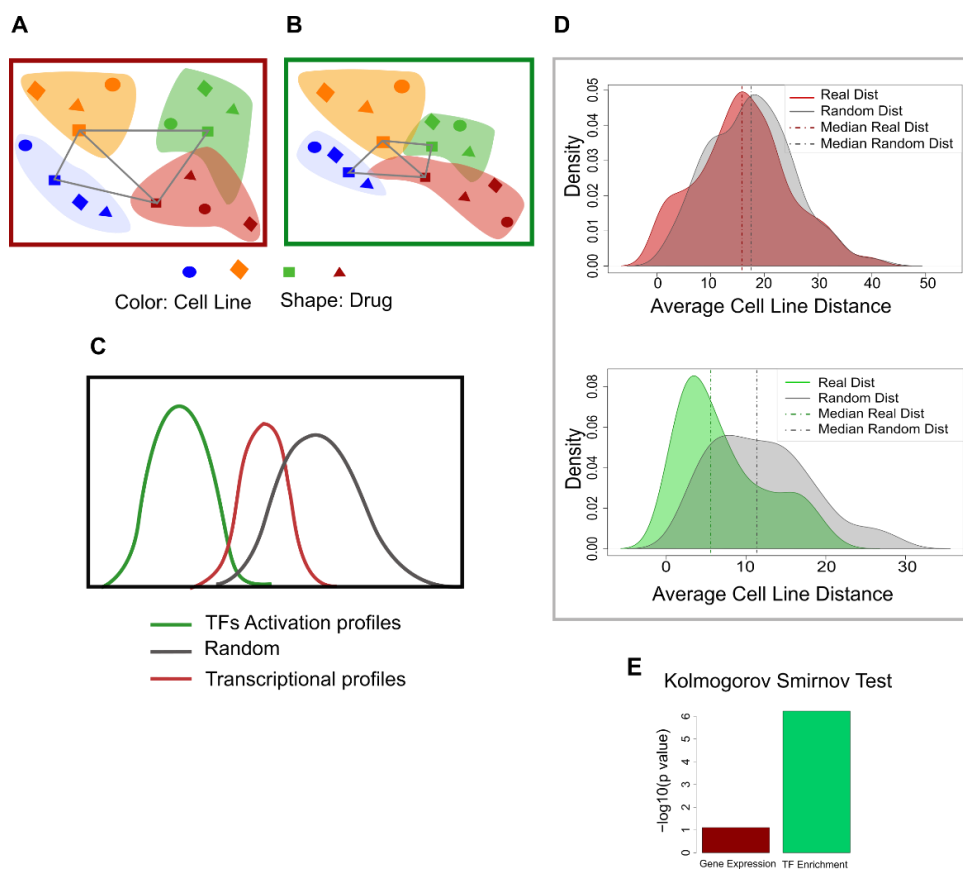 A
B
Color: Cell Line
Shape: Drug
C
TFs Activation profiles
Random
Transcriptional profiles
D
Density
0.00
0.01
0.02
0.03
0.04
0.05
Real Dist
Random Dist
Median Real Dist
Median Random Dist
0
10
20
30
40
50
Average Cell Line Distance
Density
0.00
0.02
0.04
0.06
0.08
Real Dist
Random Dist
Median Real Dist
Median Random Dist
0
10
20
30
Average Cell Line Distance
E
Kolmogorov Smirnov Test
−log10(p value)
0
1
2
3
4
5
6
Gene Expression
TF Enrichment